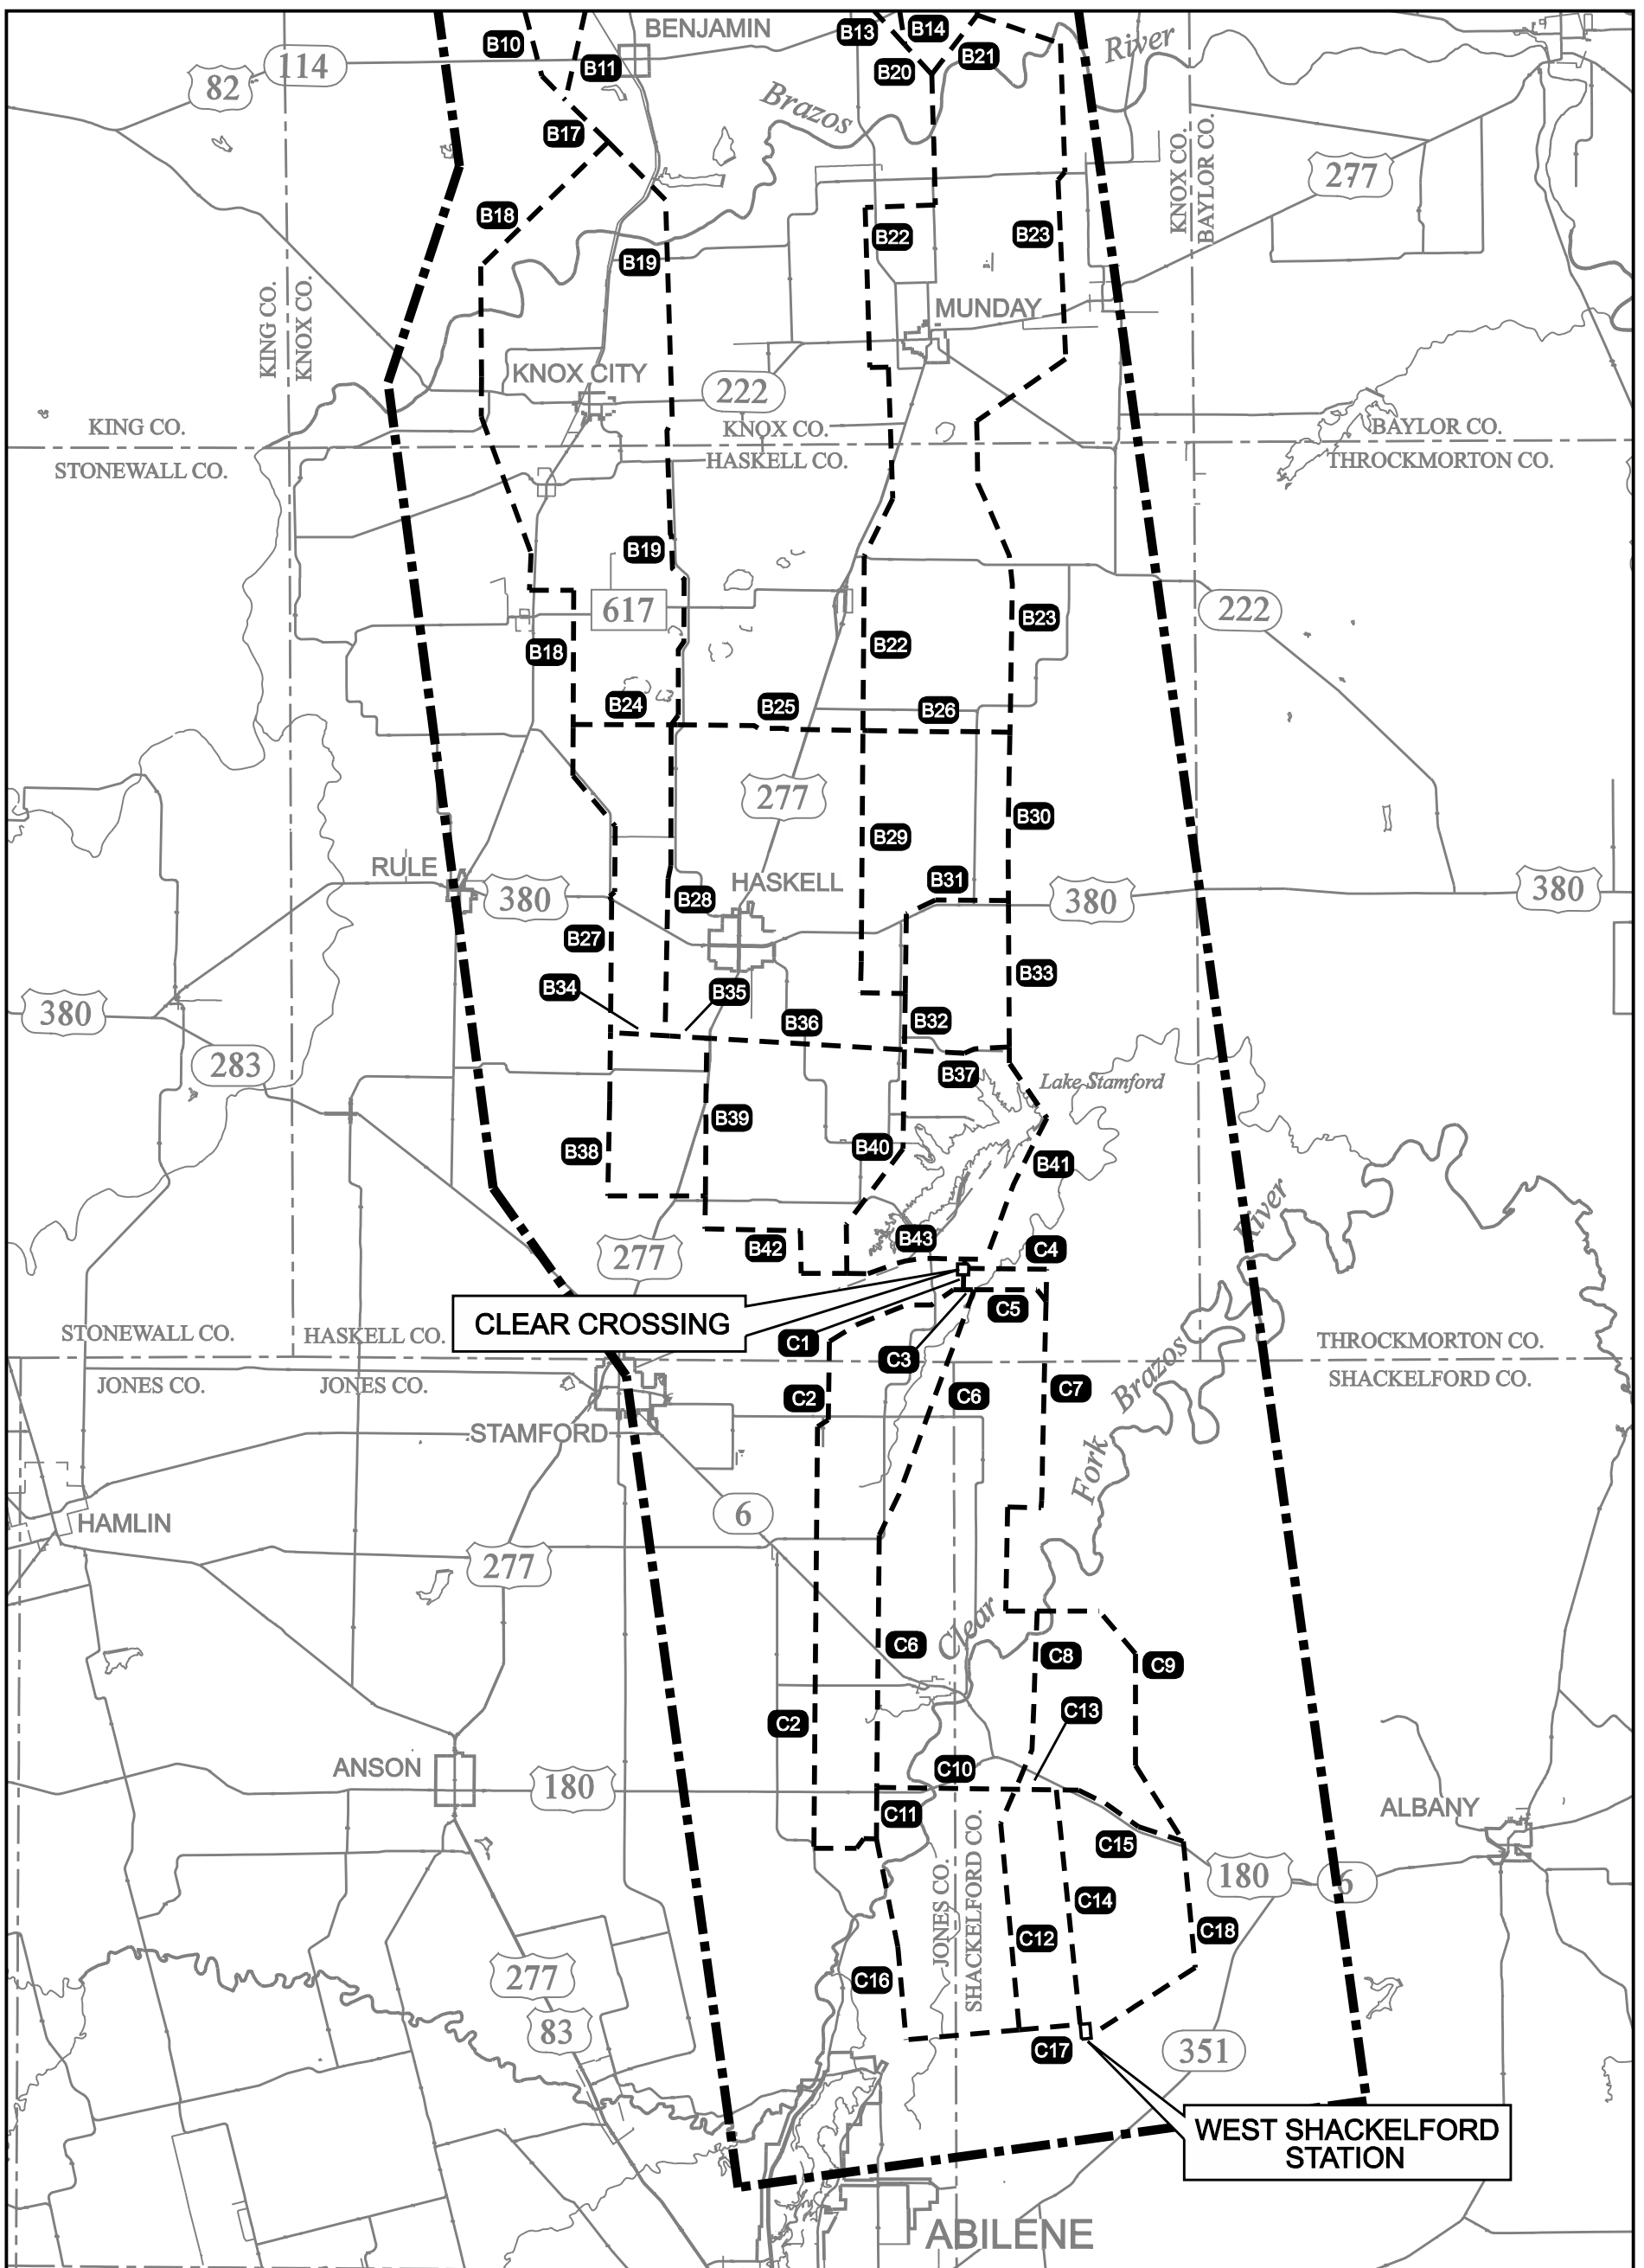 BENJAMIN
B13
B14
B10
B21
River
B11
114
B20
82
Brazos
B17
KNOX CO.
BAYLOR CO.
277
B18
B22
B23
B19
KING CO.
KNOX CO.
MUNDAY
KNOX CITY
222
KING CO.
KNOX CO.
BAYLOR CO.
STONEWALL CO.
HASKELL CO.
THROCKMORTON CO.
B19
617
222
B23
B18
B22
B24
B25
B26
277
B30
B29
RULE
HASKELL
B31
380
B28
380
380
B27
B33
B34
B35
380
B36
B32
283
B37
Lake Stamford
B39
B38
B40
B41
River
B43
B42
C4
277
C5
CLEAR CROSSING
STONEWALL CO.
HASKELL CO.
C1
THROCKMORTON CO.
C3
JONES CO.
JONES CO.
C2
C6
C7
Brazos
SHACKELFORD CO.
STAMFORD
Fork
6
HAMLIN
277
Clear
C6
C8
C9
C13
C2
ANSON
180
C10
ALBANY
C11
C15
180
6
JONES CO.
SHACKELFORD CO.
C14
C12
C18
277
C16
83
C17
351
WEST SHACKELFORD
STATION
ABILENE